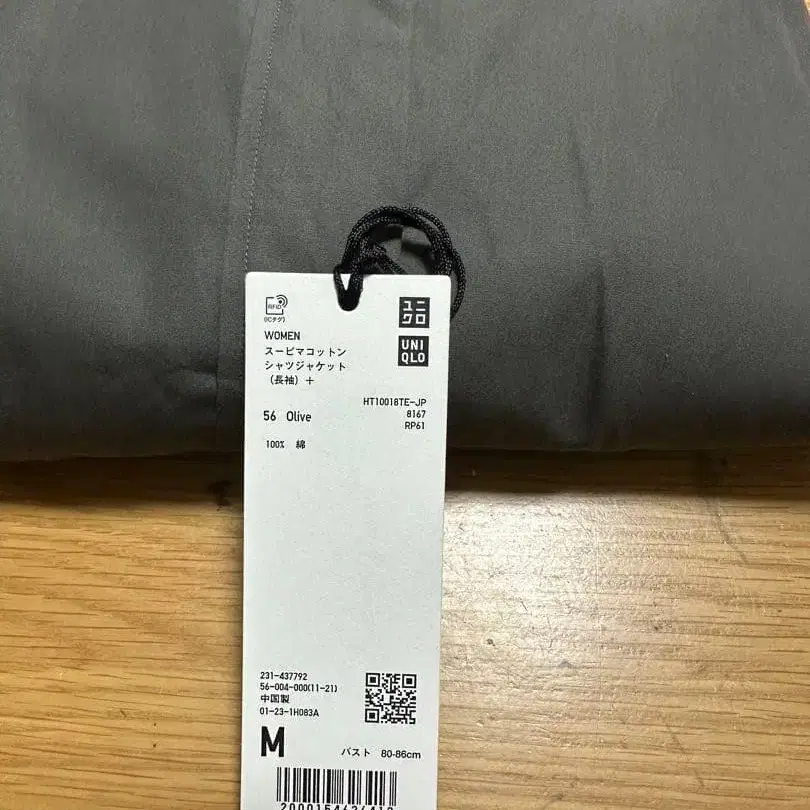 RFID
(ICタグ)
ユニ
クロ
UNI
QLO
WOMEN
スーピマコットン
シャツジャケット
(長袖)+
56 Olive
HT10018TE-JP
8167
RP61
100% 綿
231-437792
56-004-000(11-21)
中国製
01-23-1H083A
M
バスト 80-86cm